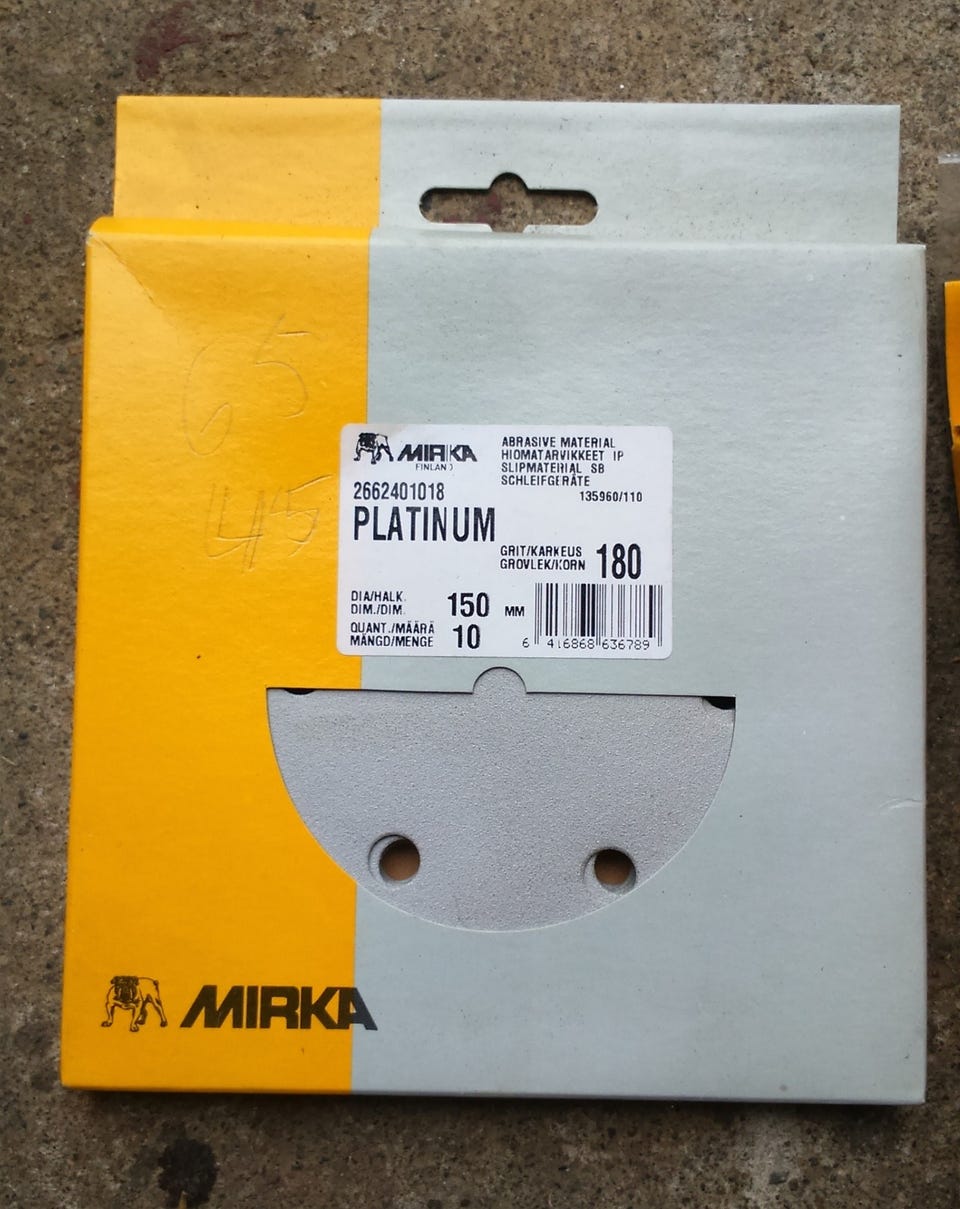 65
45
MIRKA
FINLAND
ABRASIVE MATERIAL
HIOMATARVIKKEET IP
SLIPMATERIAL SB
SCHLEIFGERÄTE
135960/110
2662401018
PLATINUM
GRIT/KARKEUS
GROVLEK/KORN 180
DIA/HALK.
DIM./DIM. 150 MM
QUANT./MÄÄRÄ
MÄNGD/MENGE 10
6 416868 636789
MIRKA